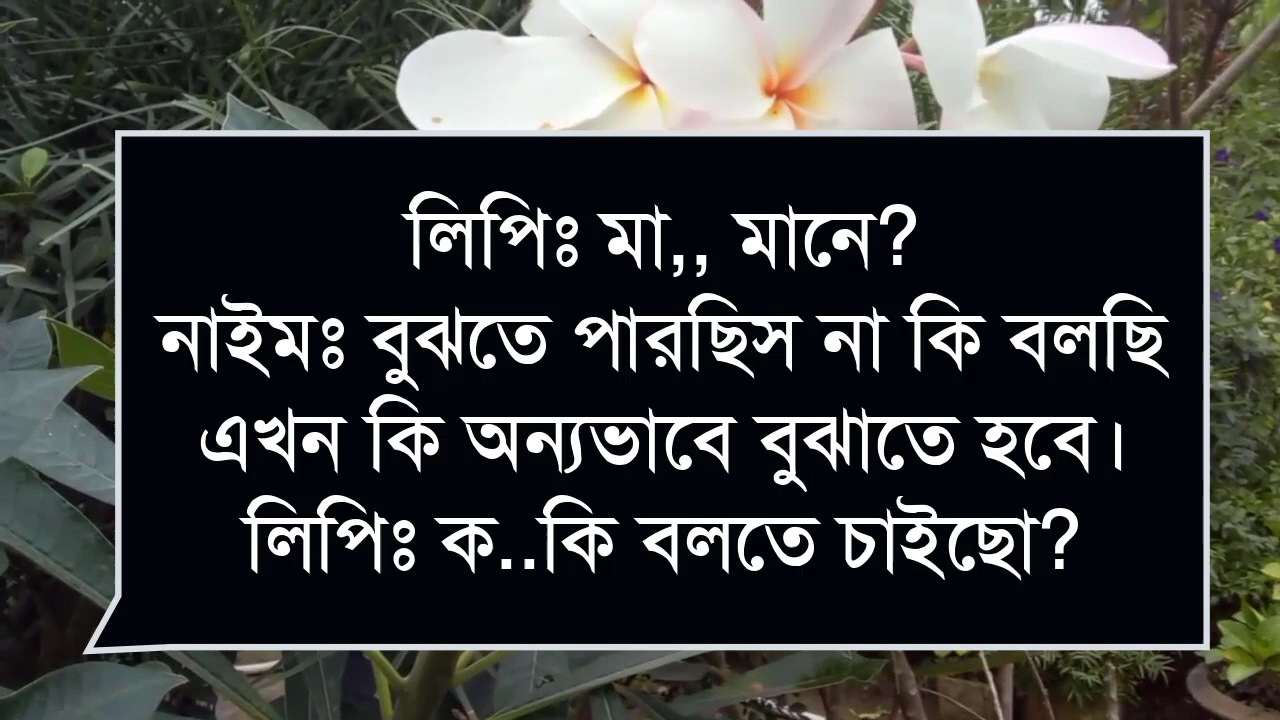 লিপিঃ মা,, মানে?
নাইমঃ বুঝতে পারছিস না কি বলছি
এখন কি অন্যভাবে বুঝাতে হবে।
লিপিঃ ক..কি বলতে চাইছো?